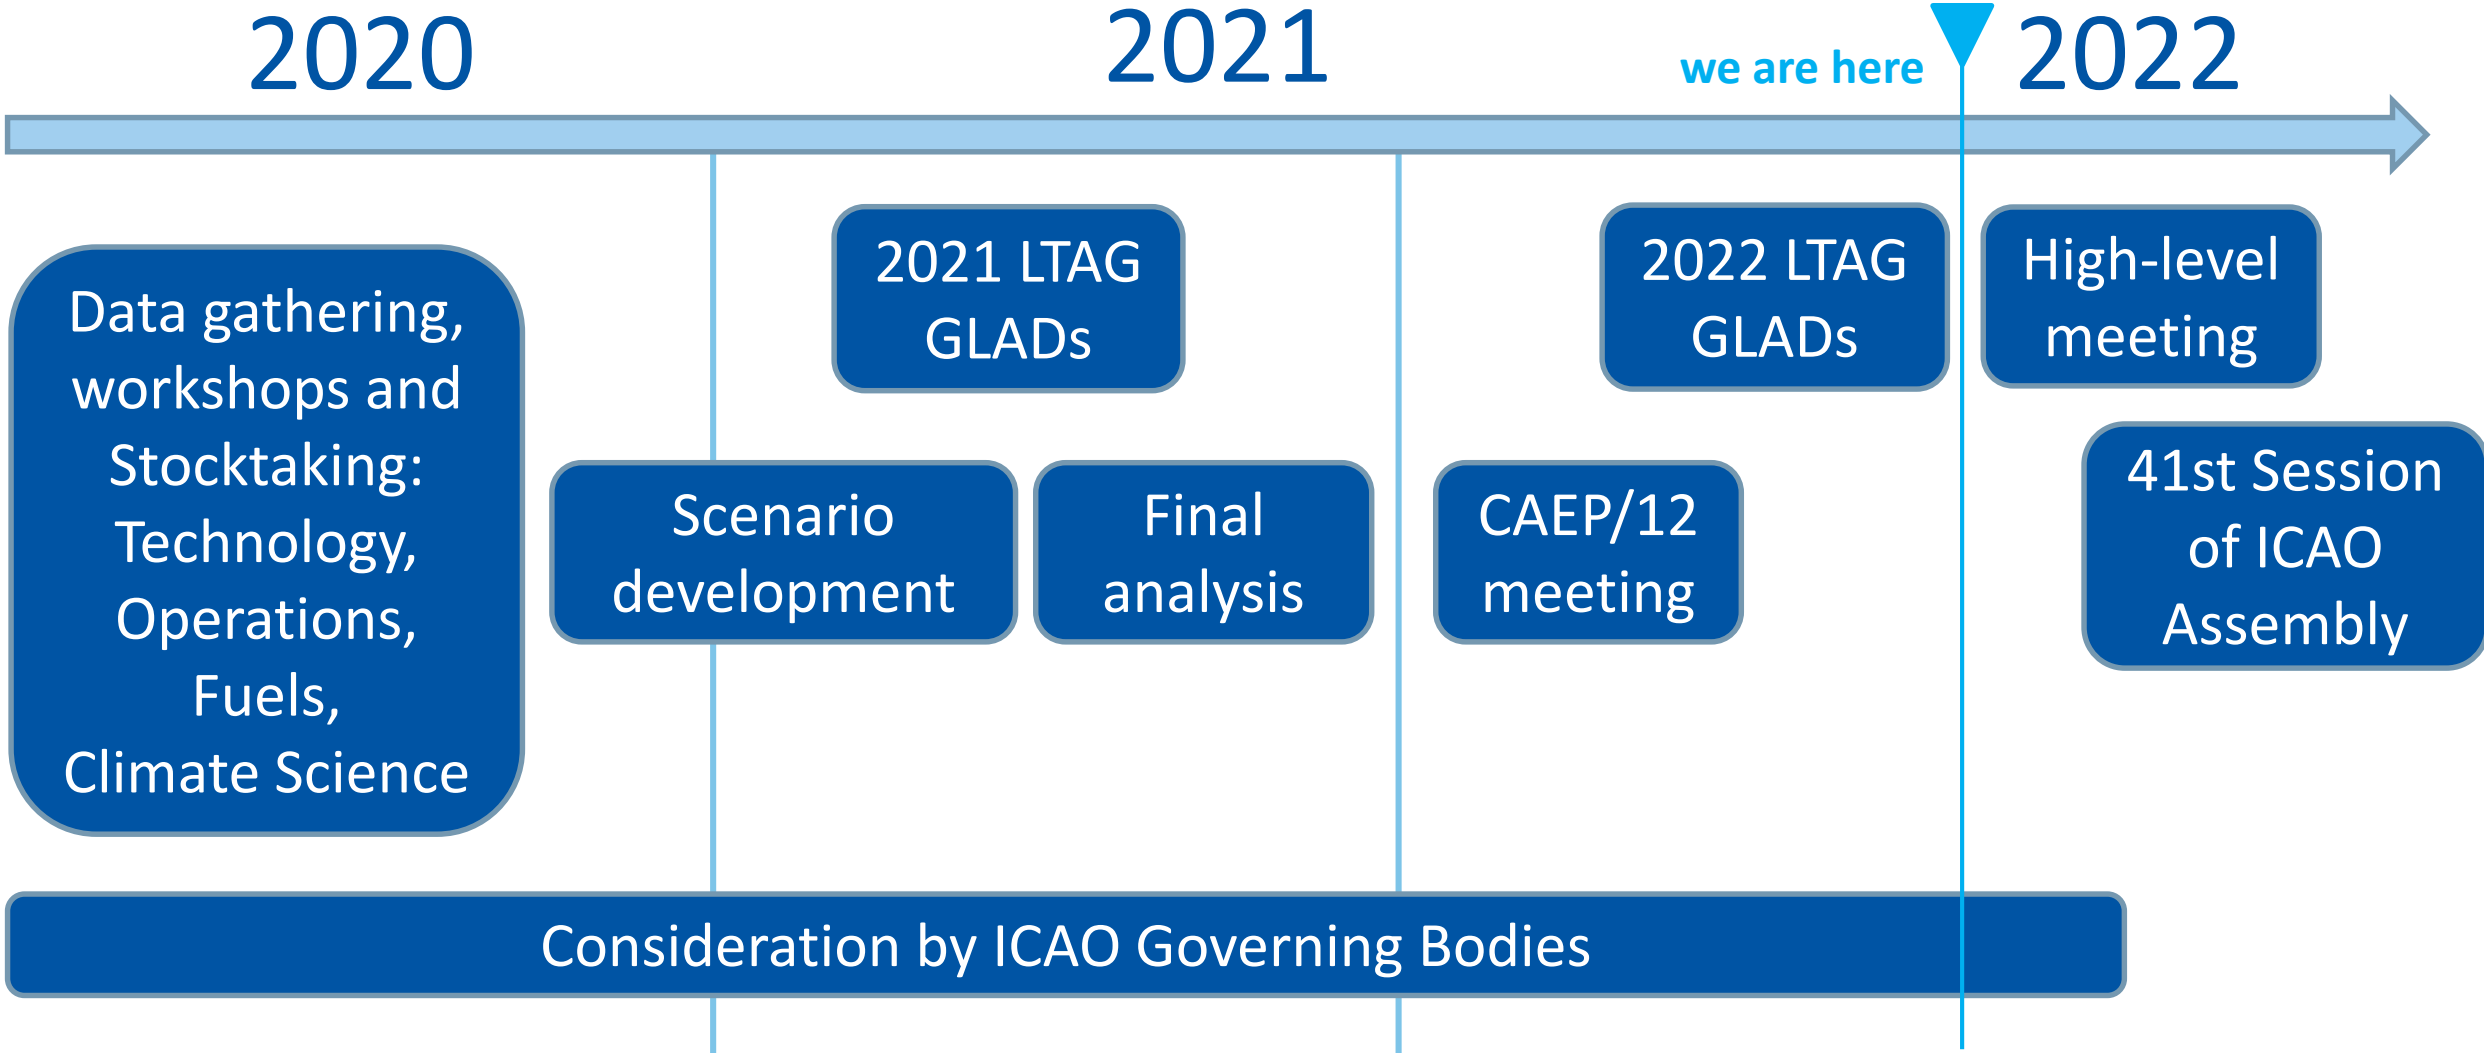 2020
2021
we are here
2022
2021 LTAG
GLADs
2022 LTAG
GLADs
High-level
meeting
Data gathering,
workshops and
Stocktaking:
Technology,
Operations,
Fuels,
Climate Science
Scenario
development
Final
analysis
CAEP/12
meeting
41st Session
of ICAO
Assembly
Consideration by ICAO Governing Bodies